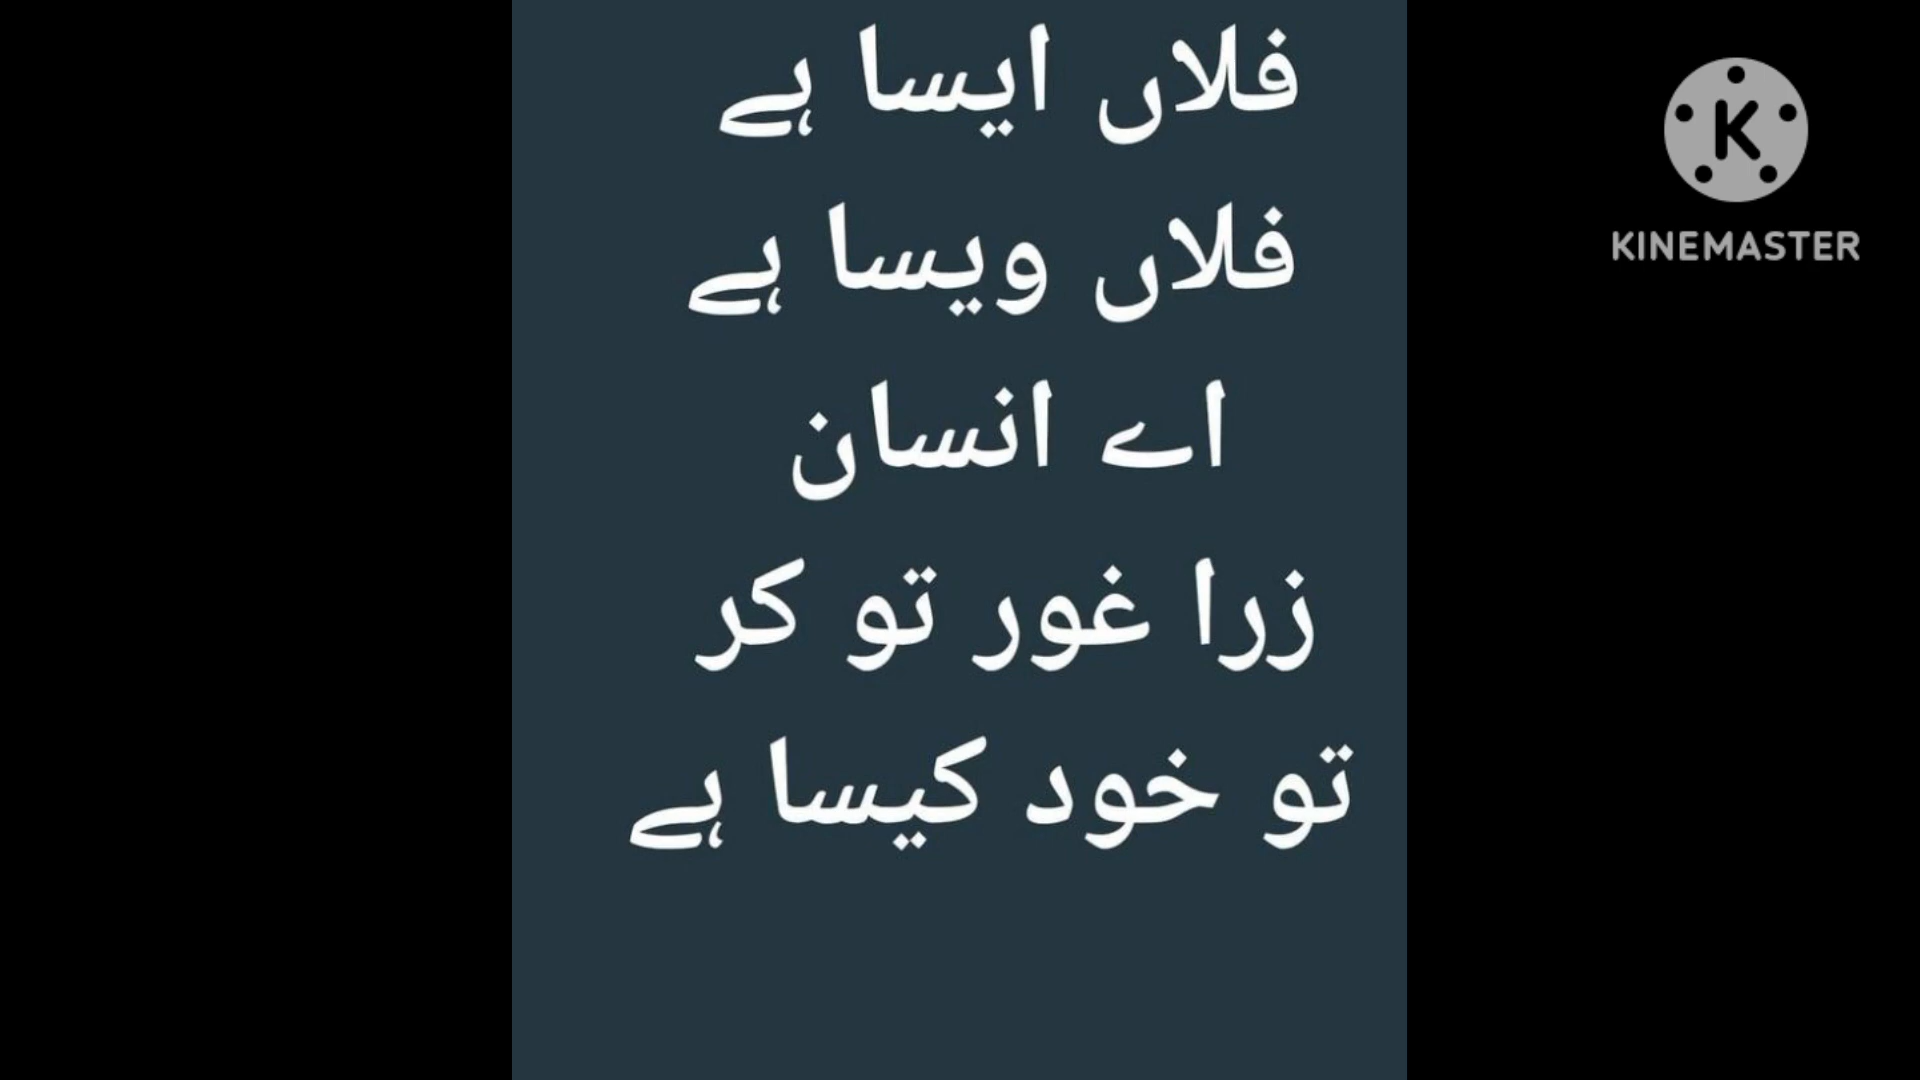 فلاں ایسا ہے
فلاں ویسا ہے
اے انسان
زرا غور تو کر
تو خود کیسا ہے
K
KINEMASTER